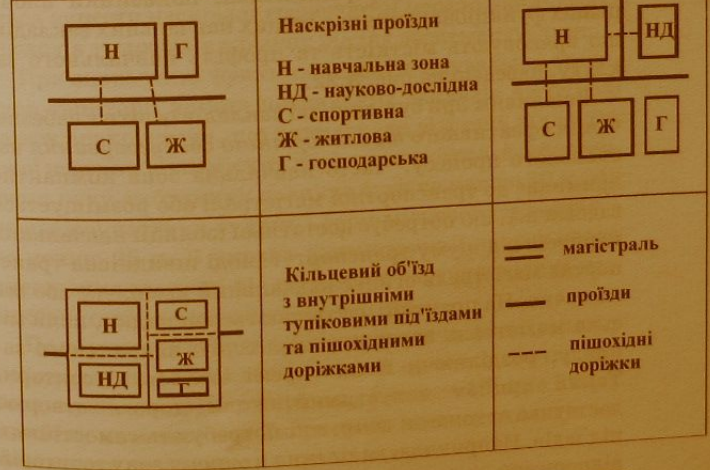 Н
Г
С
Ж
Наскрізні проїзди
Н - навчальна зона
НД - науково-дослідна
С - спортивна
Ж - житлова
Г - господарська
Н
НД
С
Ж
Г
Н
С
Ж
НД
Г
Кільцевий об'їзд
з внутрішніми
тупіковими під'їздами
та пішохідними
доріжками
магістраль
проїзди
пішохідні
доріжки